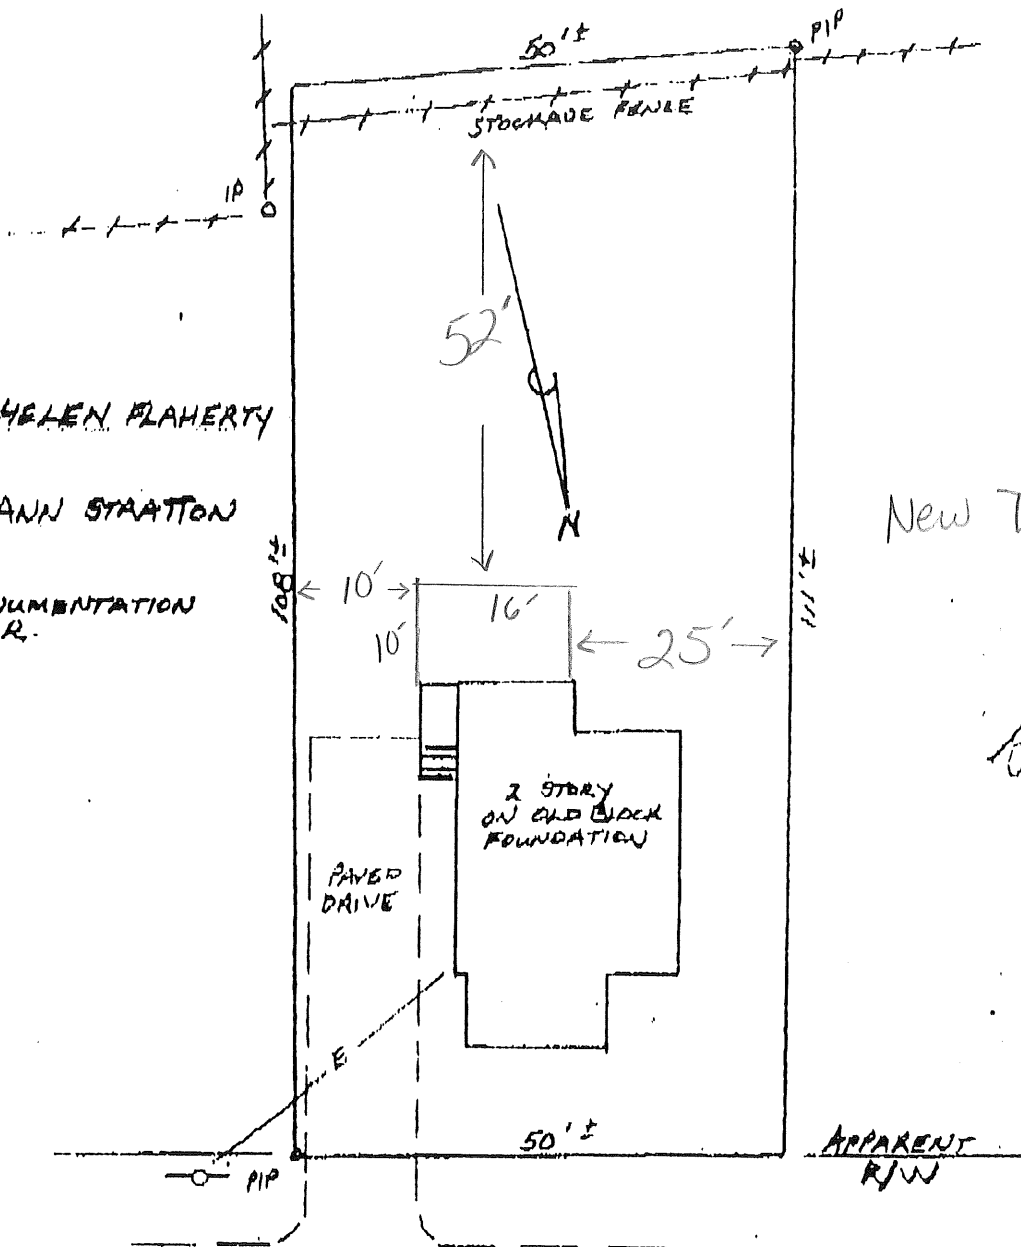 50'±
PIP
STOCKADE FENCE
IP
52'
HELEN FLAHERTY
ANN STRATTON
N
New
108'±
10'
16'
111'±
UMENTATION
R.
10'
25'
2 STORY
ON OLD BLOCK
FOUNDATION
PAVED
DRIVE
E
50'±
APPARENT
R/W
PIP